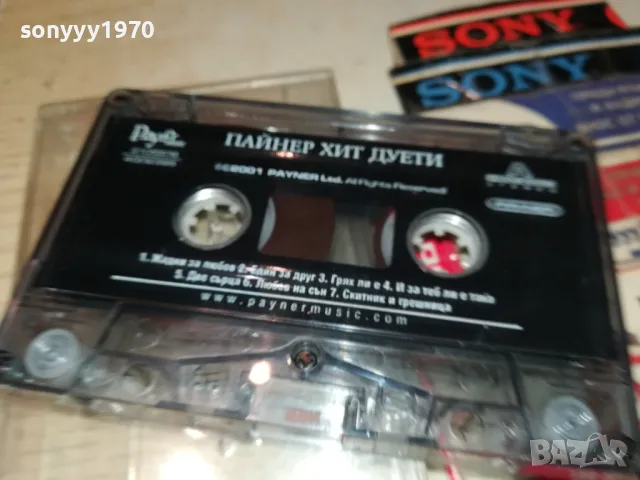 sonyyy1970
SONY
SONY
Payner
ПАЙНЕР ХИТ ДУЕТИ
©℗2001 PAYNER Ltd. All Rights Reserved!
1. Жадни за любов 2. Един за друг 3. Грях ли е 4. И за теб ли е така
5. Две сърца 6. Любов на сън 7. Скитник и грешница
www.paynermusic.com
BAZAR